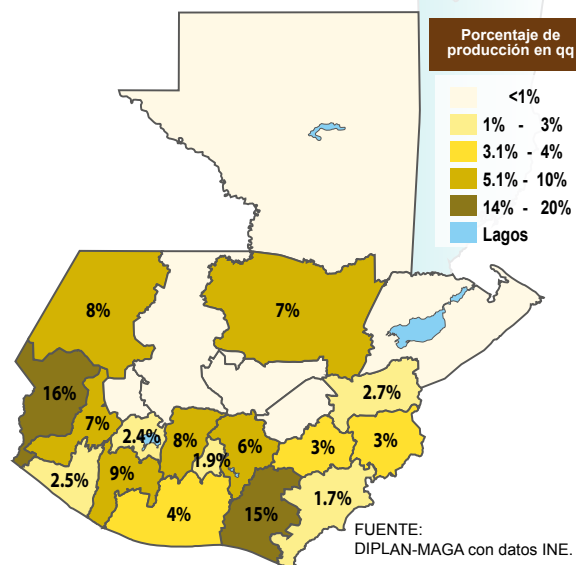 Porcentaje de
producción en qq
<1%
1% - 3%
3.1% - 4%
5.1% - 10%
14% - 20%
Lagos
8%
7%
16%
7%
2.4%
8%
1.9%
6%
3%
2.7%
3%
2.5%
9%
4%
15%
1.7%
FUENTE:
DIPLAN-MAGA con datos INE.